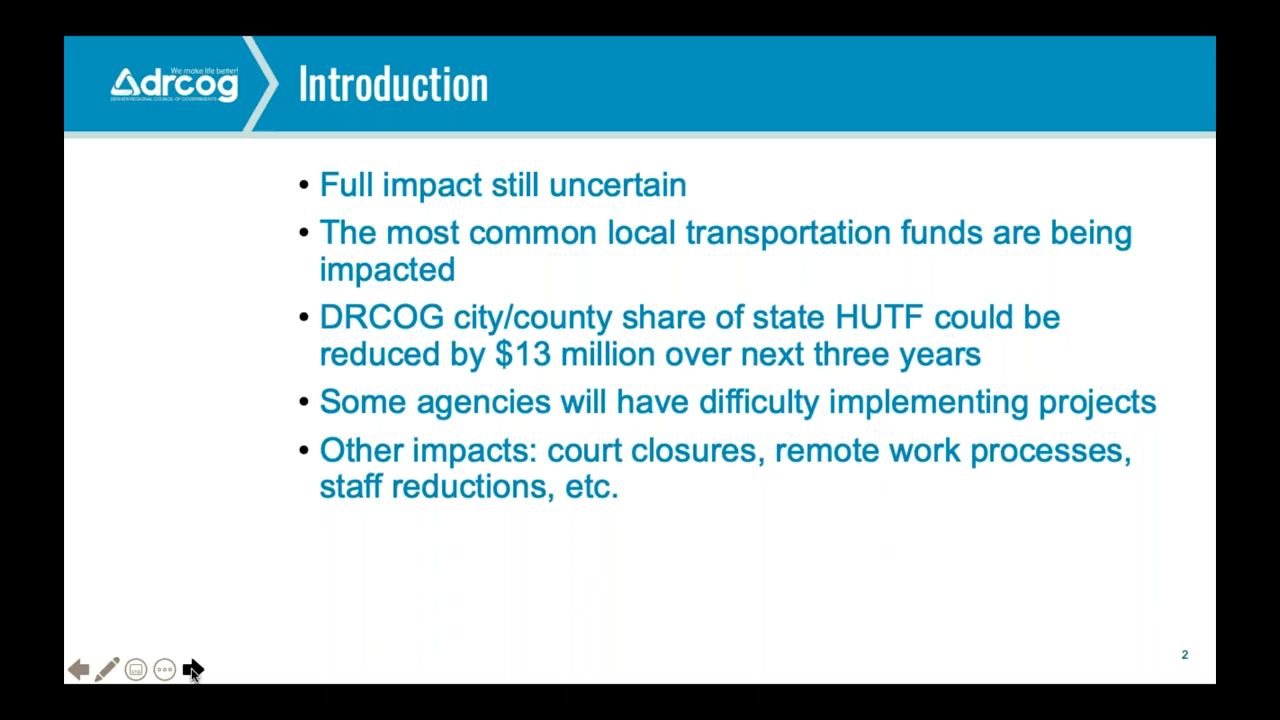 We make life better!
drcog
DENVER REGIONAL COUNCIL OF GOVERNMENTS
Introduction
• Full impact still uncertain
• The most common local transportation funds are being
impacted
• DRCOG city/county share of state HUTF could be
reduced by $13 million over next three years
• Some agencies will have difficulty implementing projects
• Other impacts: court closures, remote work processes,
staff reductions, etc.
2